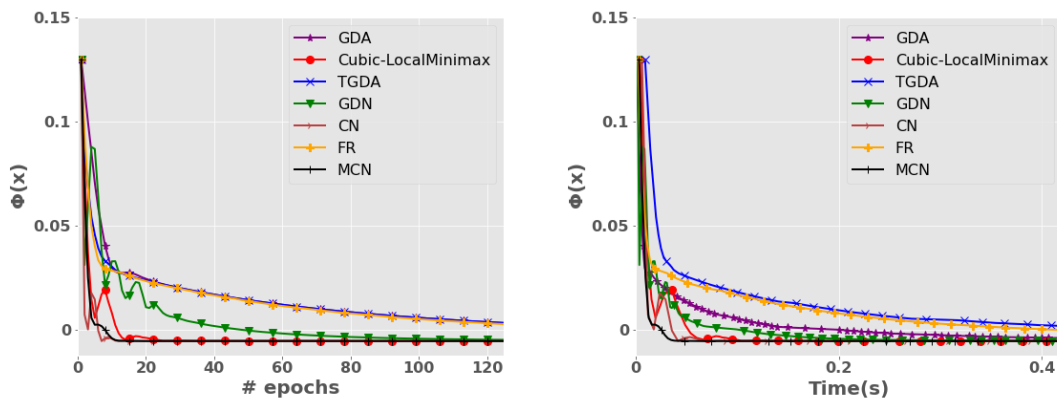 0.15
0.1
0.05
0
Φ(x)
0 20 40 60 80 100 120
# epochs
GDA
Cubic-LocalMinimax
TGDA
GDN
CN
FR
MCN
0.15
0.1
0.05
0
Φ(x)
0 0.2 0.4
Time(s)
GDA
Cubic-LocalMinimax
TGDA
GDN
CN
FR
MCN